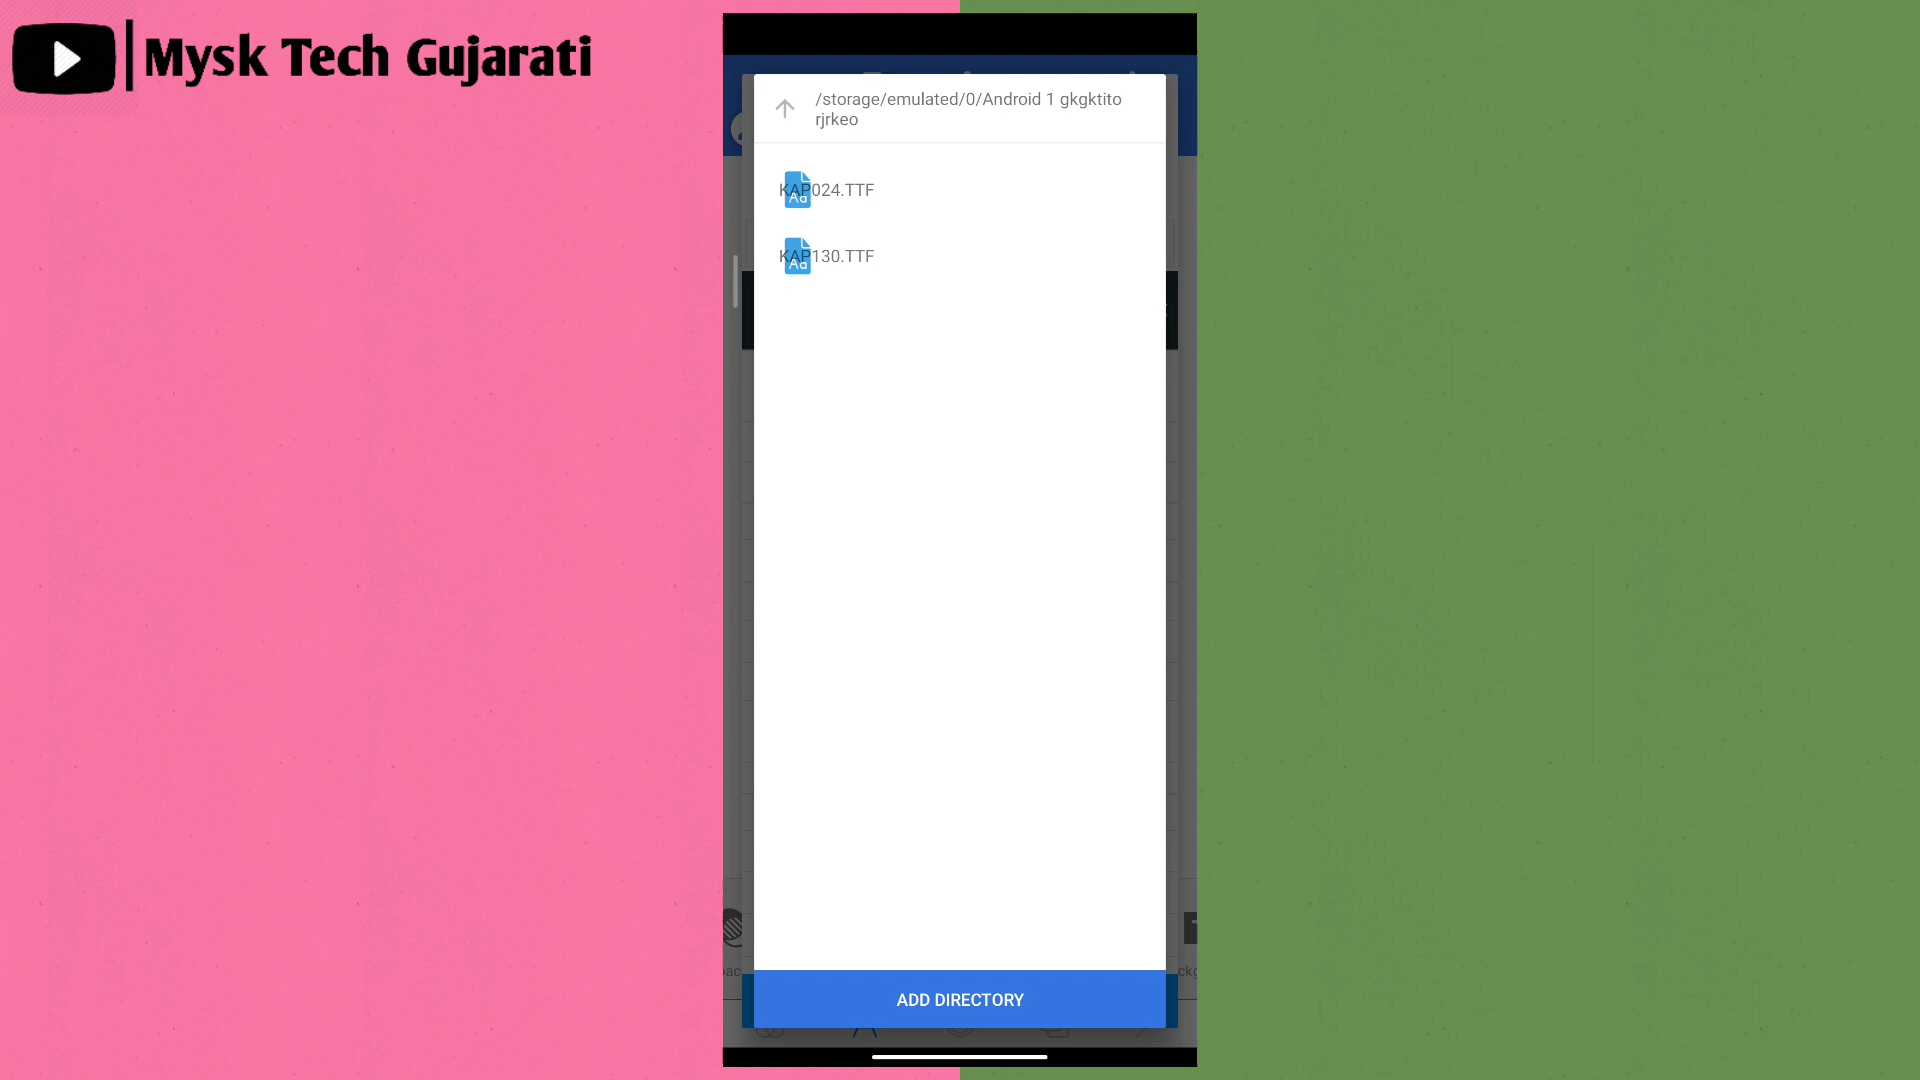 Mysk Tech Gujarati
/storage/emulated/0/Android 1 gkgktito
rjrkeo
KAP024.TTF
KAP130.TTF
ADD DIRECTORY